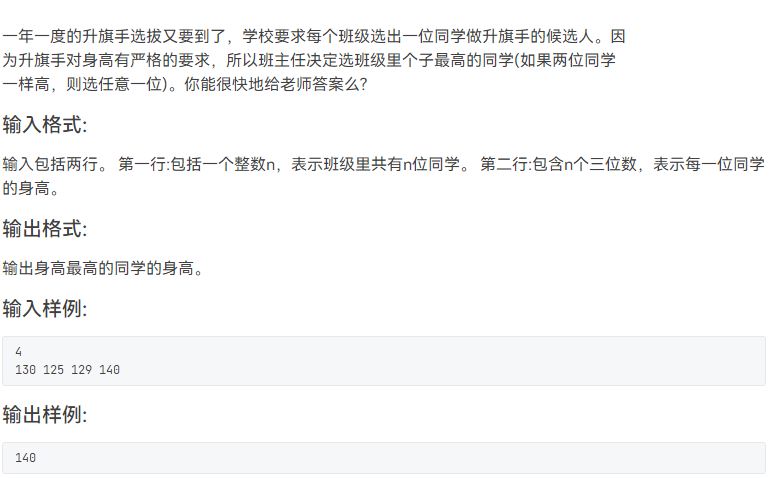 一年一度的升旗手选拔又要到了，学校要求每个班级选出一位同学做升旗手的候选人。因
为升旗手对身高有严格的要求，所以班主任决定选班级里个子最高的同学(如果两位同学
一样高，则选任意一位)。你能很快地给老师答案么？
输入格式:
输入包括两行。 第一行:包括一个整数n，表示班级里共有n位同学。 第二行:包含n个三位数，表示每一位同学
的身高。
输出格式:
输出身高最高的同学的身高。
输入样例:
4
130 125 129 140
输出样例:
140